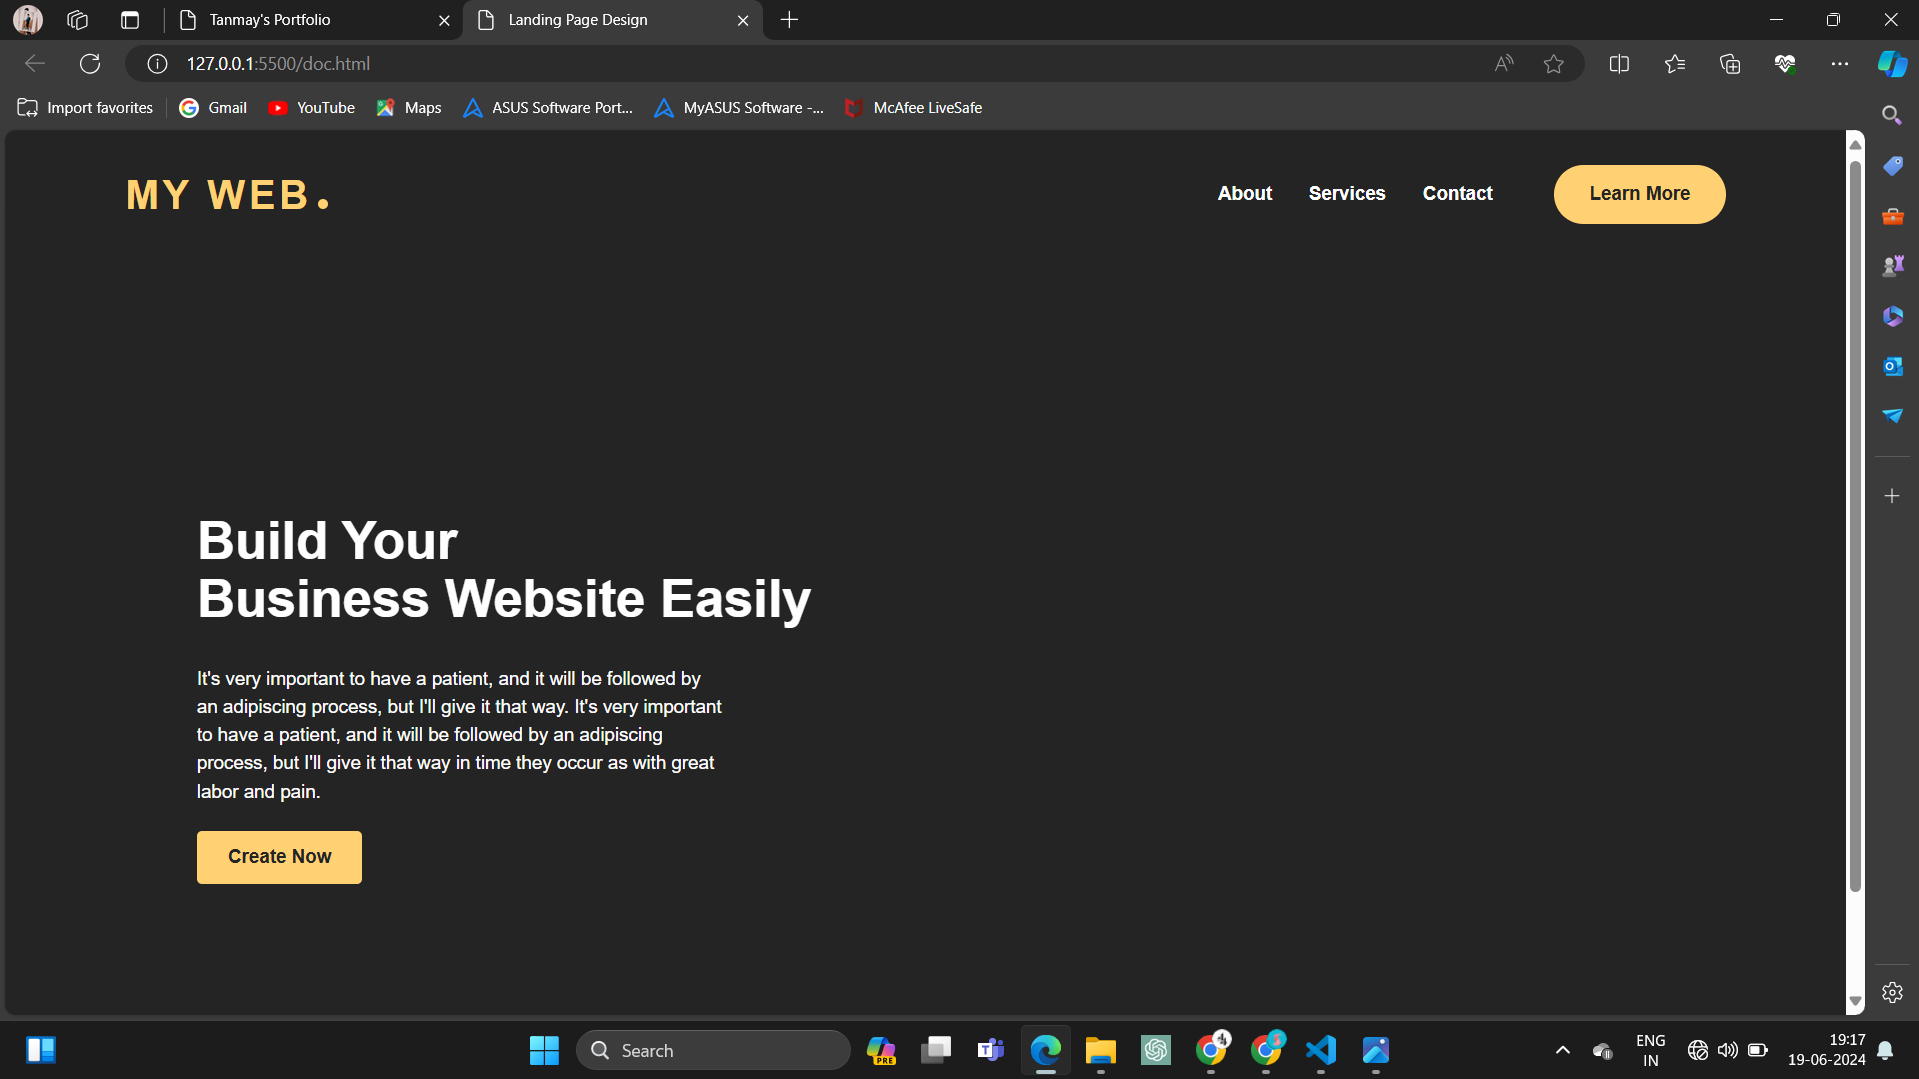 Tanmay's Portfolio
Landing Page Design
127.0.0.1:5500/doc.html
Import favorites
Gmail
YouTube
Maps
ASUS Software Port...
MyASUS Software -...
McAfee LiveSafe
MY WEB.
About
Services
Contact
Learn More
Build Your
Business Website Easily
It's very important to have a patient, and it will be followed by
an adipiscing process, but I'll give it that way. It's very important
to have a patient, and it will be followed by an adipiscing
process, but I'll give it that way in time they occur as with great
labor and pain.
Create Now
Search
PRE
ENG
IN
19:17
19-06-2024